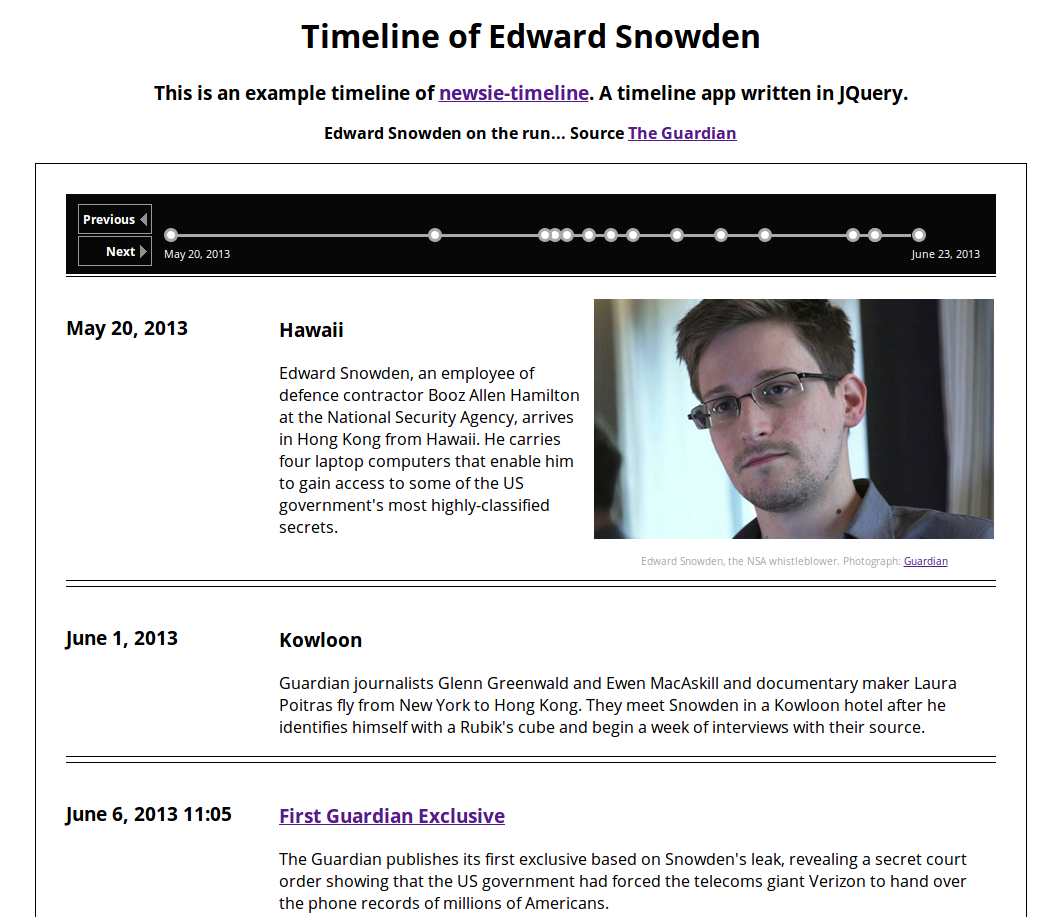 Timeline of Edward Snowden
This is an example timeline of newsie-timeline. A timeline app written in JQuery.
Edward Snowden on the run... Source The Guardian
Previous
Next
May 20, 2013
June 23, 2013
May 20, 2013
Hawaii
Edward Snowden, an employee of
defence contractor Booz Allen Hamilton
at the National Security Agency, arrives
in Hong Kong from Hawaii. He carries
four laptop computers that enable him
to gain access to some of the US
government's most highly-classified
secrets.
Edward Snowden, the NSA whistleblower. Photograph: Guardian
June 1, 2013
Kowloon
Guardian journalists Glenn Greenwald and Ewen MacAskill and documentary maker Laura
Poitras fly from New York to Hong Kong. They meet Snowden in a Kowloon hotel after he
identifies himself with a Rubik's cube and begin a week of interviews with their source.
June 6, 2013 11:05
First Guardian Exclusive
The Guardian publishes its first exclusive based on Snowden's leak, revealing a secret court
order showing that the US government had forced the telecoms giant Verizon to hand over
the phone records of millions of Americans.